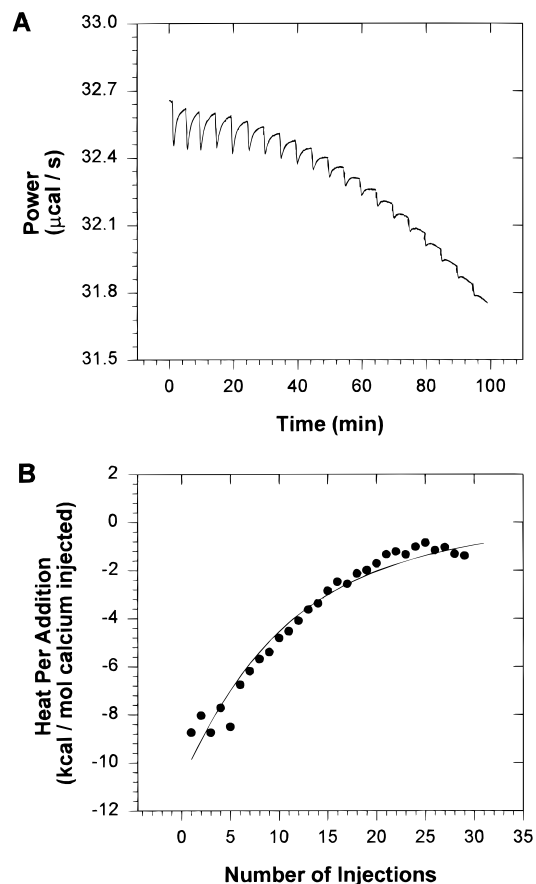 A
33.0
32.7
32.4
32.1
31.8
31.5
Power
(μcal / s)
0 20 40 60 80 100
Time (min)
B
2
0
-2
-4
-6
-8
-10
-12
Heat Per Addition
(kcal / mol calcium injected)
0 5 10 15 20 25 30 35
Number of Injections